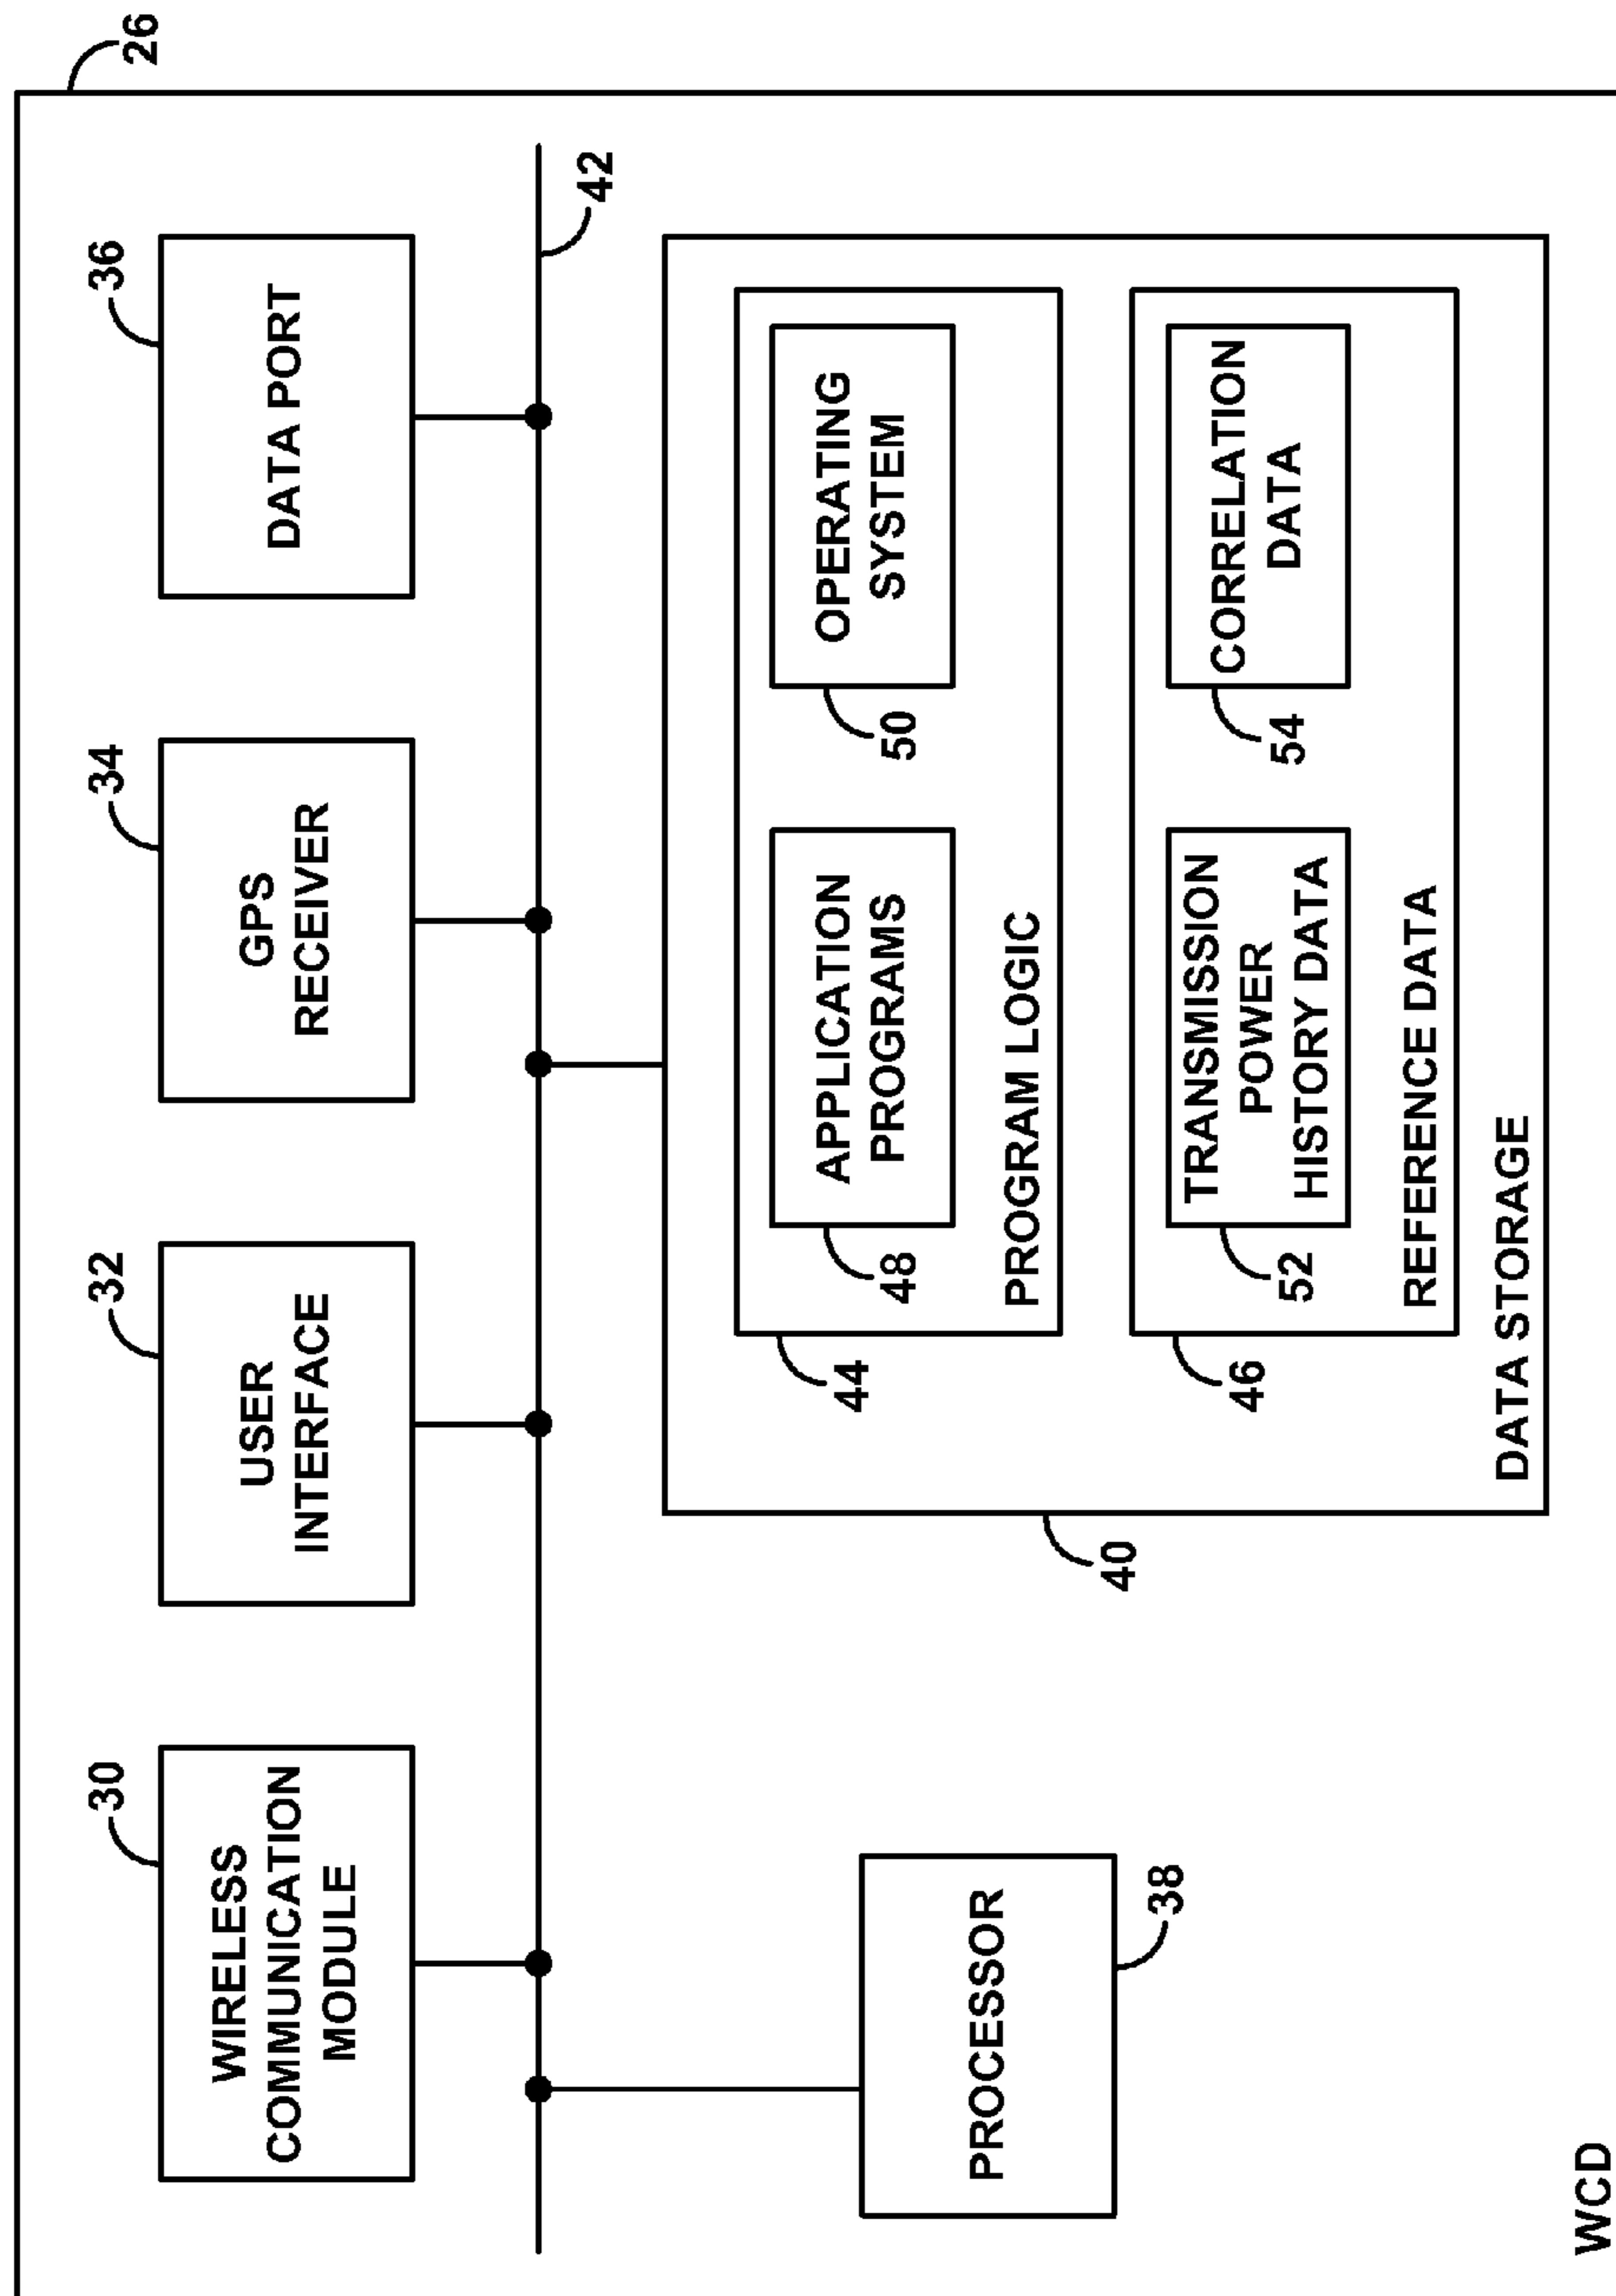 26
30
WIRELESS
COMMUNICATION
MODULE
32
USER
INTERFACE
34
GPS
RECEIVER
36
DATA PORT
42
PROCESSOR
38
40
44
48
APPLICATION
PROGRAMS
50
OPERATING
SYSTEM
PROGRAM LOGIC
46
52
TRANSMISSION
POWER
HISTORY DATA
54
CORRELATION
DATA
REFERENCE DATA
DATA STORAGE
WCD